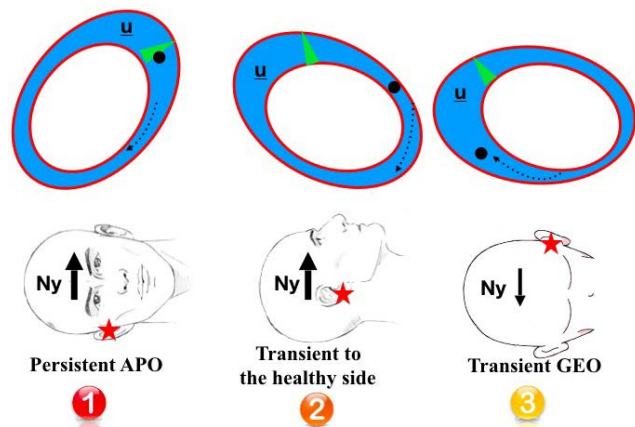 u
u
u
Ny
Ny
Ny
Persistent APO
Transient to
the healthy side
Transient GEO
1
2
3